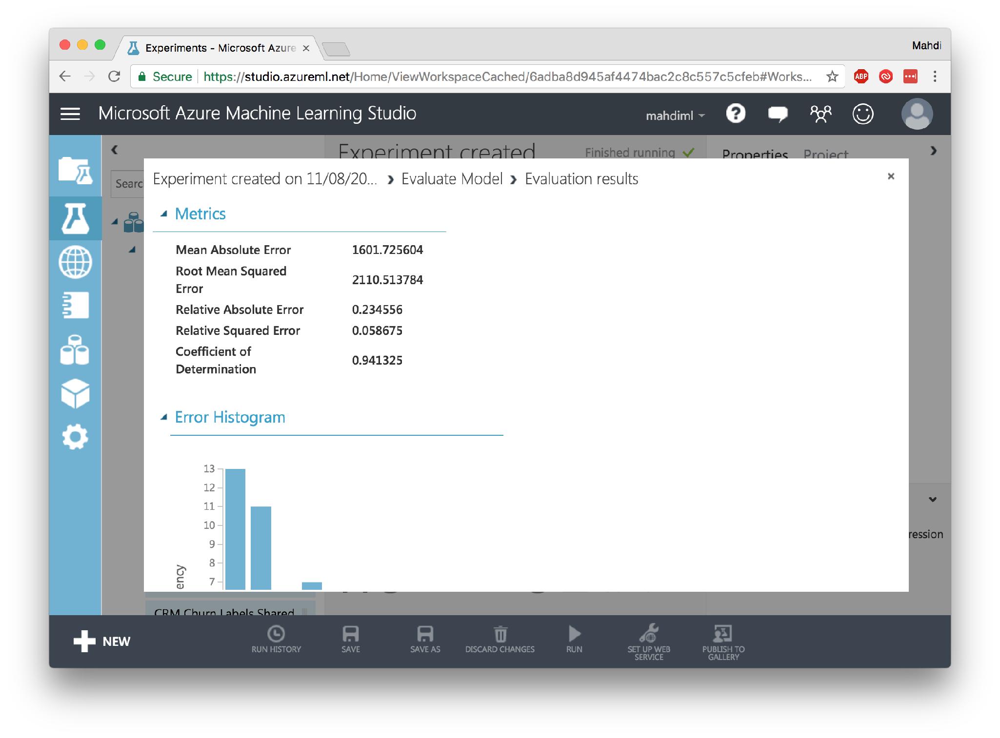 Experiments - Microsoft Azure
Mahdi
Secure https://studio.azureml.net/Home/ViewWorkspaceCached/6adba8d945af4474bac2c8c557c5cfeb#Works...
ABP
Microsoft Azure Machine Learning Studio
mahdiml
?
Experiment created
Finished running
Properties Project
Searc
Experiment created on 11/08/20... › Evaluate Model › Evaluation results
Metrics
Mean Absolute Error 1601.725604
Root Mean Squared
Error
2110.513784
Relative Absolute Error 0.234556
Relative Squared Error 0.058675
Coefficient of
Determination
0.941325
Error Histogram
13
12
11
10
9
8
7
ency
ression
CRM Churn Labels Shared
NEW
RUN HISTORY
SAVE
SAVE AS
DISCARD CHANGES
RUN
SET UP WEB
SERVICE
PUBLISH TO
GALLERY